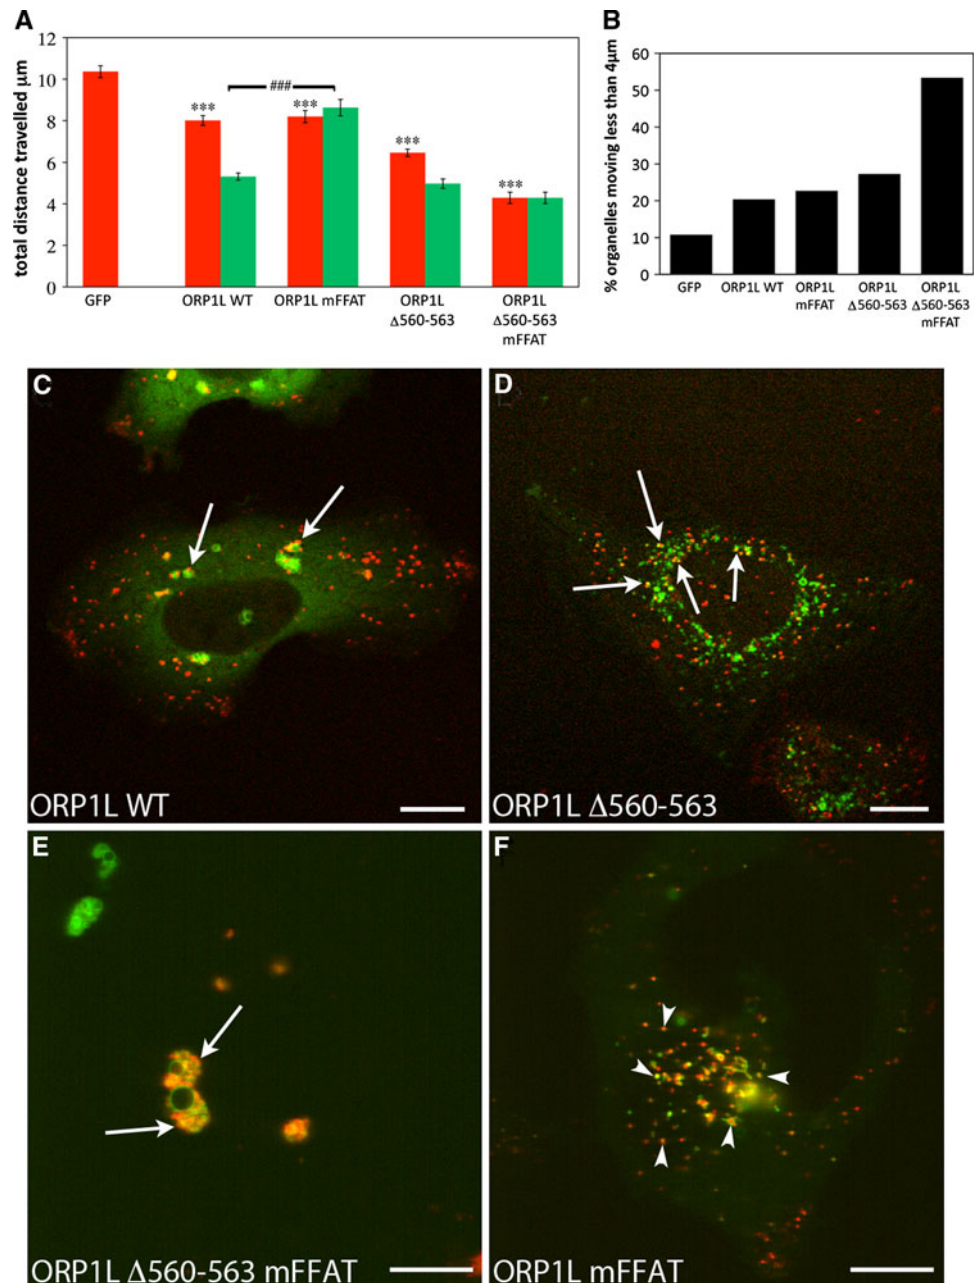 A
total distance travelled µm
12
10
8
6
4
2
0
***
***
###
***
***
GFP
ORP1L WT
ORP1L mFFAT
ORP1L
Δ560-563
ORP1L
Δ560-563
mFFAT
B
% organelles moving less than 4µm
60
50
40
30
20
10
0
GFP
ORP1L WT
ORP1L
mFFAT
ORP1L
Δ560-563
ORP1L
Δ560-563
mFFAT
C
ORP1L WT
D
ORP1L Δ560-563
E
ORP1L Δ560-563 mFFAT
F
ORP1L mFFAT